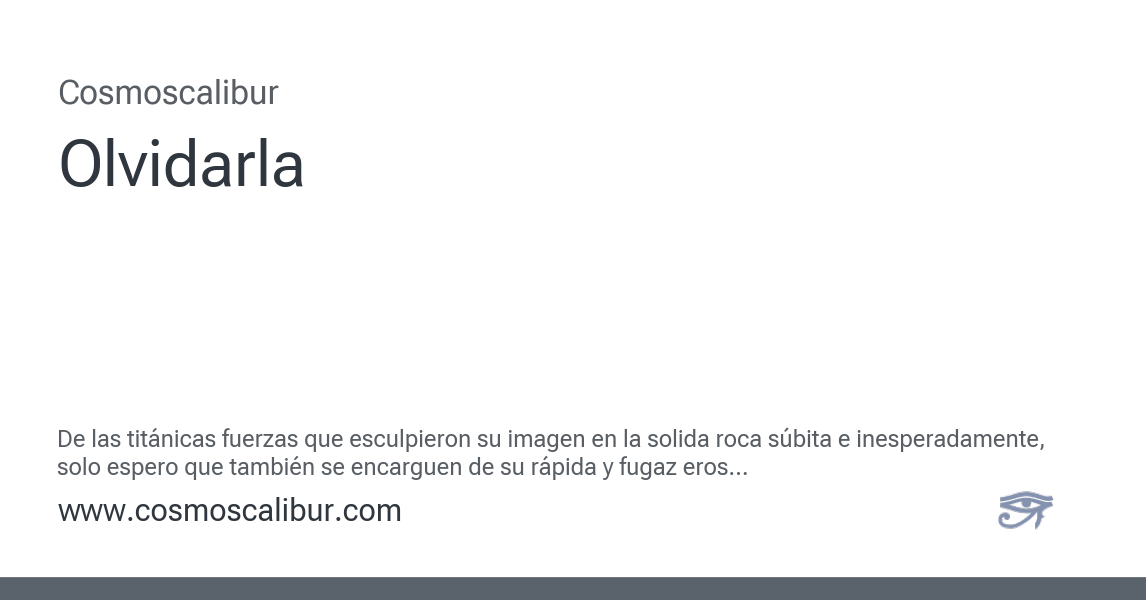 Cosmoscalibur
Olvidarla
De las titánicas fuerzas que esculpieron su imagen en la solida roca súbita e inesperadamente,
solo espero que también se encarguen de su rápida y fugaz eros...
www.cosmoscalibur.com